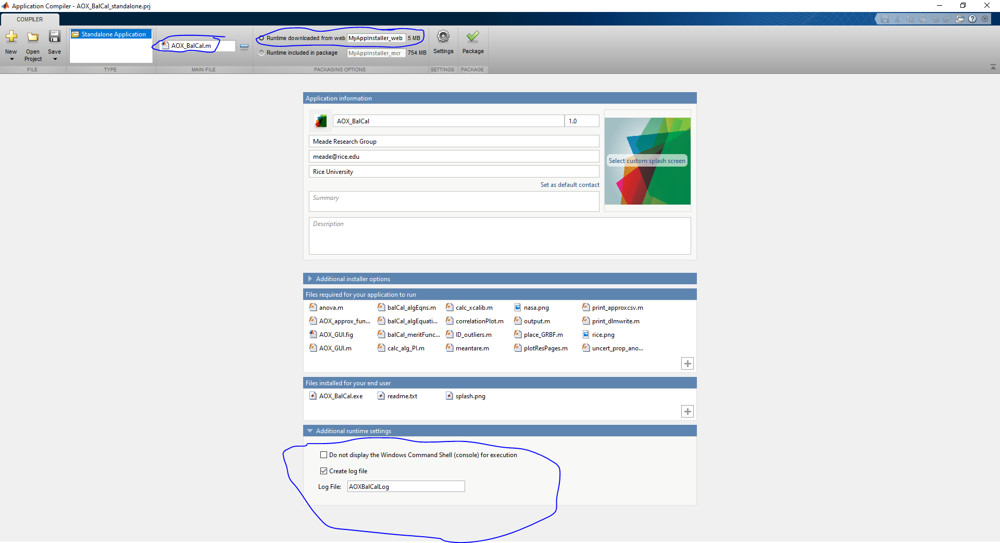 Application Compiler - AOX_BalCal_standalone.prj
COMPILER
New
Open Project
Save
FILE
Standalone Application
TYPE
AOX_BalCal.m
MAIN FILE
Runtime downloaded from web MyAppInstaller_web 5 MB
Runtime included in package MyAppInstaller_mcr 754 MB
PACKAGING OPTIONS
Settings
SETTINGS
Package
PACKAGE
Application information
AOX_BalCal 1.0
Meade Research Group
meade@rice.edu
Rice University
Set as default contact
Select custom splash screen
Summary
Description
Additional installer options
Files required for your application to run
anova.m balCal_algEqns.m calc_xcalib.m nasa.png print_approxcsv.m
AOX_approx_fun... balCal_algEquati... correlationPlot.m output.m print_dlmwrite.m
AOX_GUI.fig balCal_meritFunc... ID_outliers.m place_GRBF.m rice.png
AOX_GUI.m calc_alg_PI.m meantare.m plotResPages.m uncert_prop_ano...
Files installed for your end user
AOX_BalCal.exe readme.txt splash.png
Additional runtime settings
Do not display the Windows Command Shell (console) for execution
Create log file
Log File: AOXBalCalLog